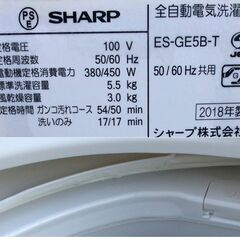 PS E SHARP 全自動電気洗濯
定格電圧 100 V ES-GE5B-T
定格周波数 50/60 Hz
電動機定格消費電力 380/450 W 50/60 Hz共用
標準洗濯容量 5.5 kg
風乾燥容量 3.0 kg
定格時間 ガンコ汚れコース 54/50 min 2018年製
洗いのみ 17/17 min シャープ株式会